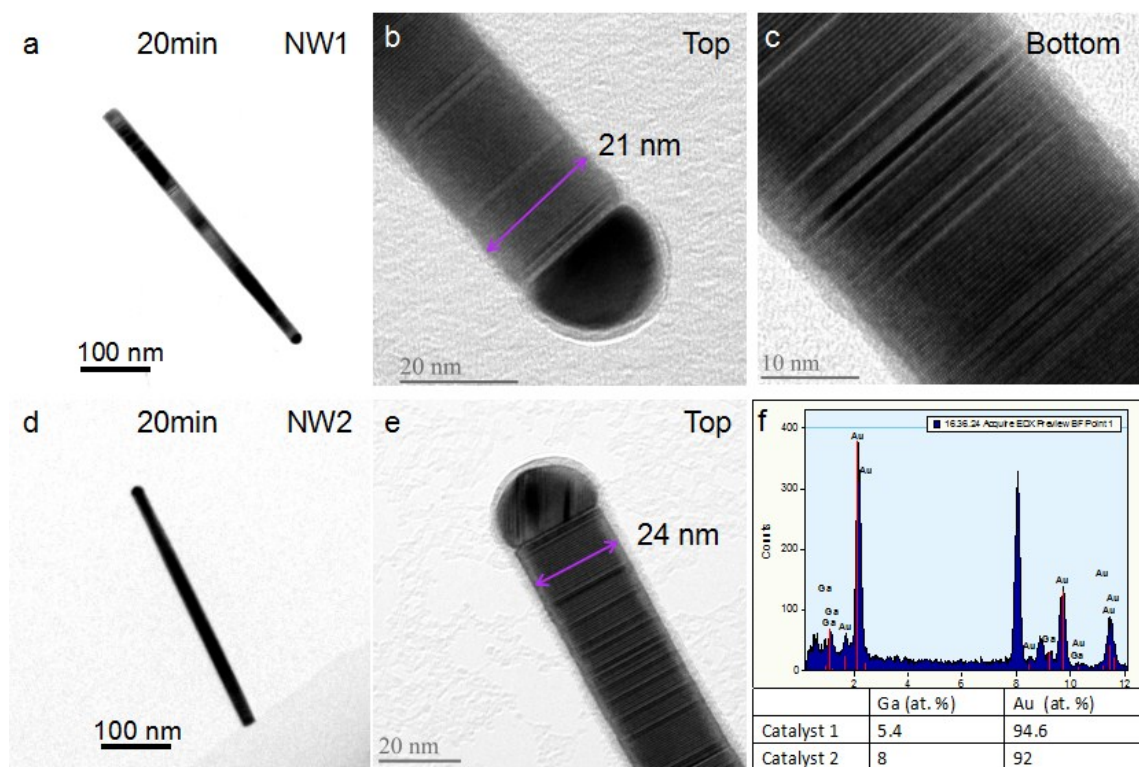 a 20min NW1
100 nm
b Top
21 nm
20 nm
c Bottom
10 nm
d 20min NW2
100 nm
e Top
24 nm
20 nm
f
16.36.24 Acquire EDX Preview BF Point 1
Counts
400
300
200
100
0
2 4 6 8 10 12
Au
Au
Ga
Ga
Ga
Au
Au
Ga
Au
Au
Ga
Au
Au
Au
Ga (at. %) Au (at. %)
Catalyst 1 5.4 94.6
Catalyst 2 8 92